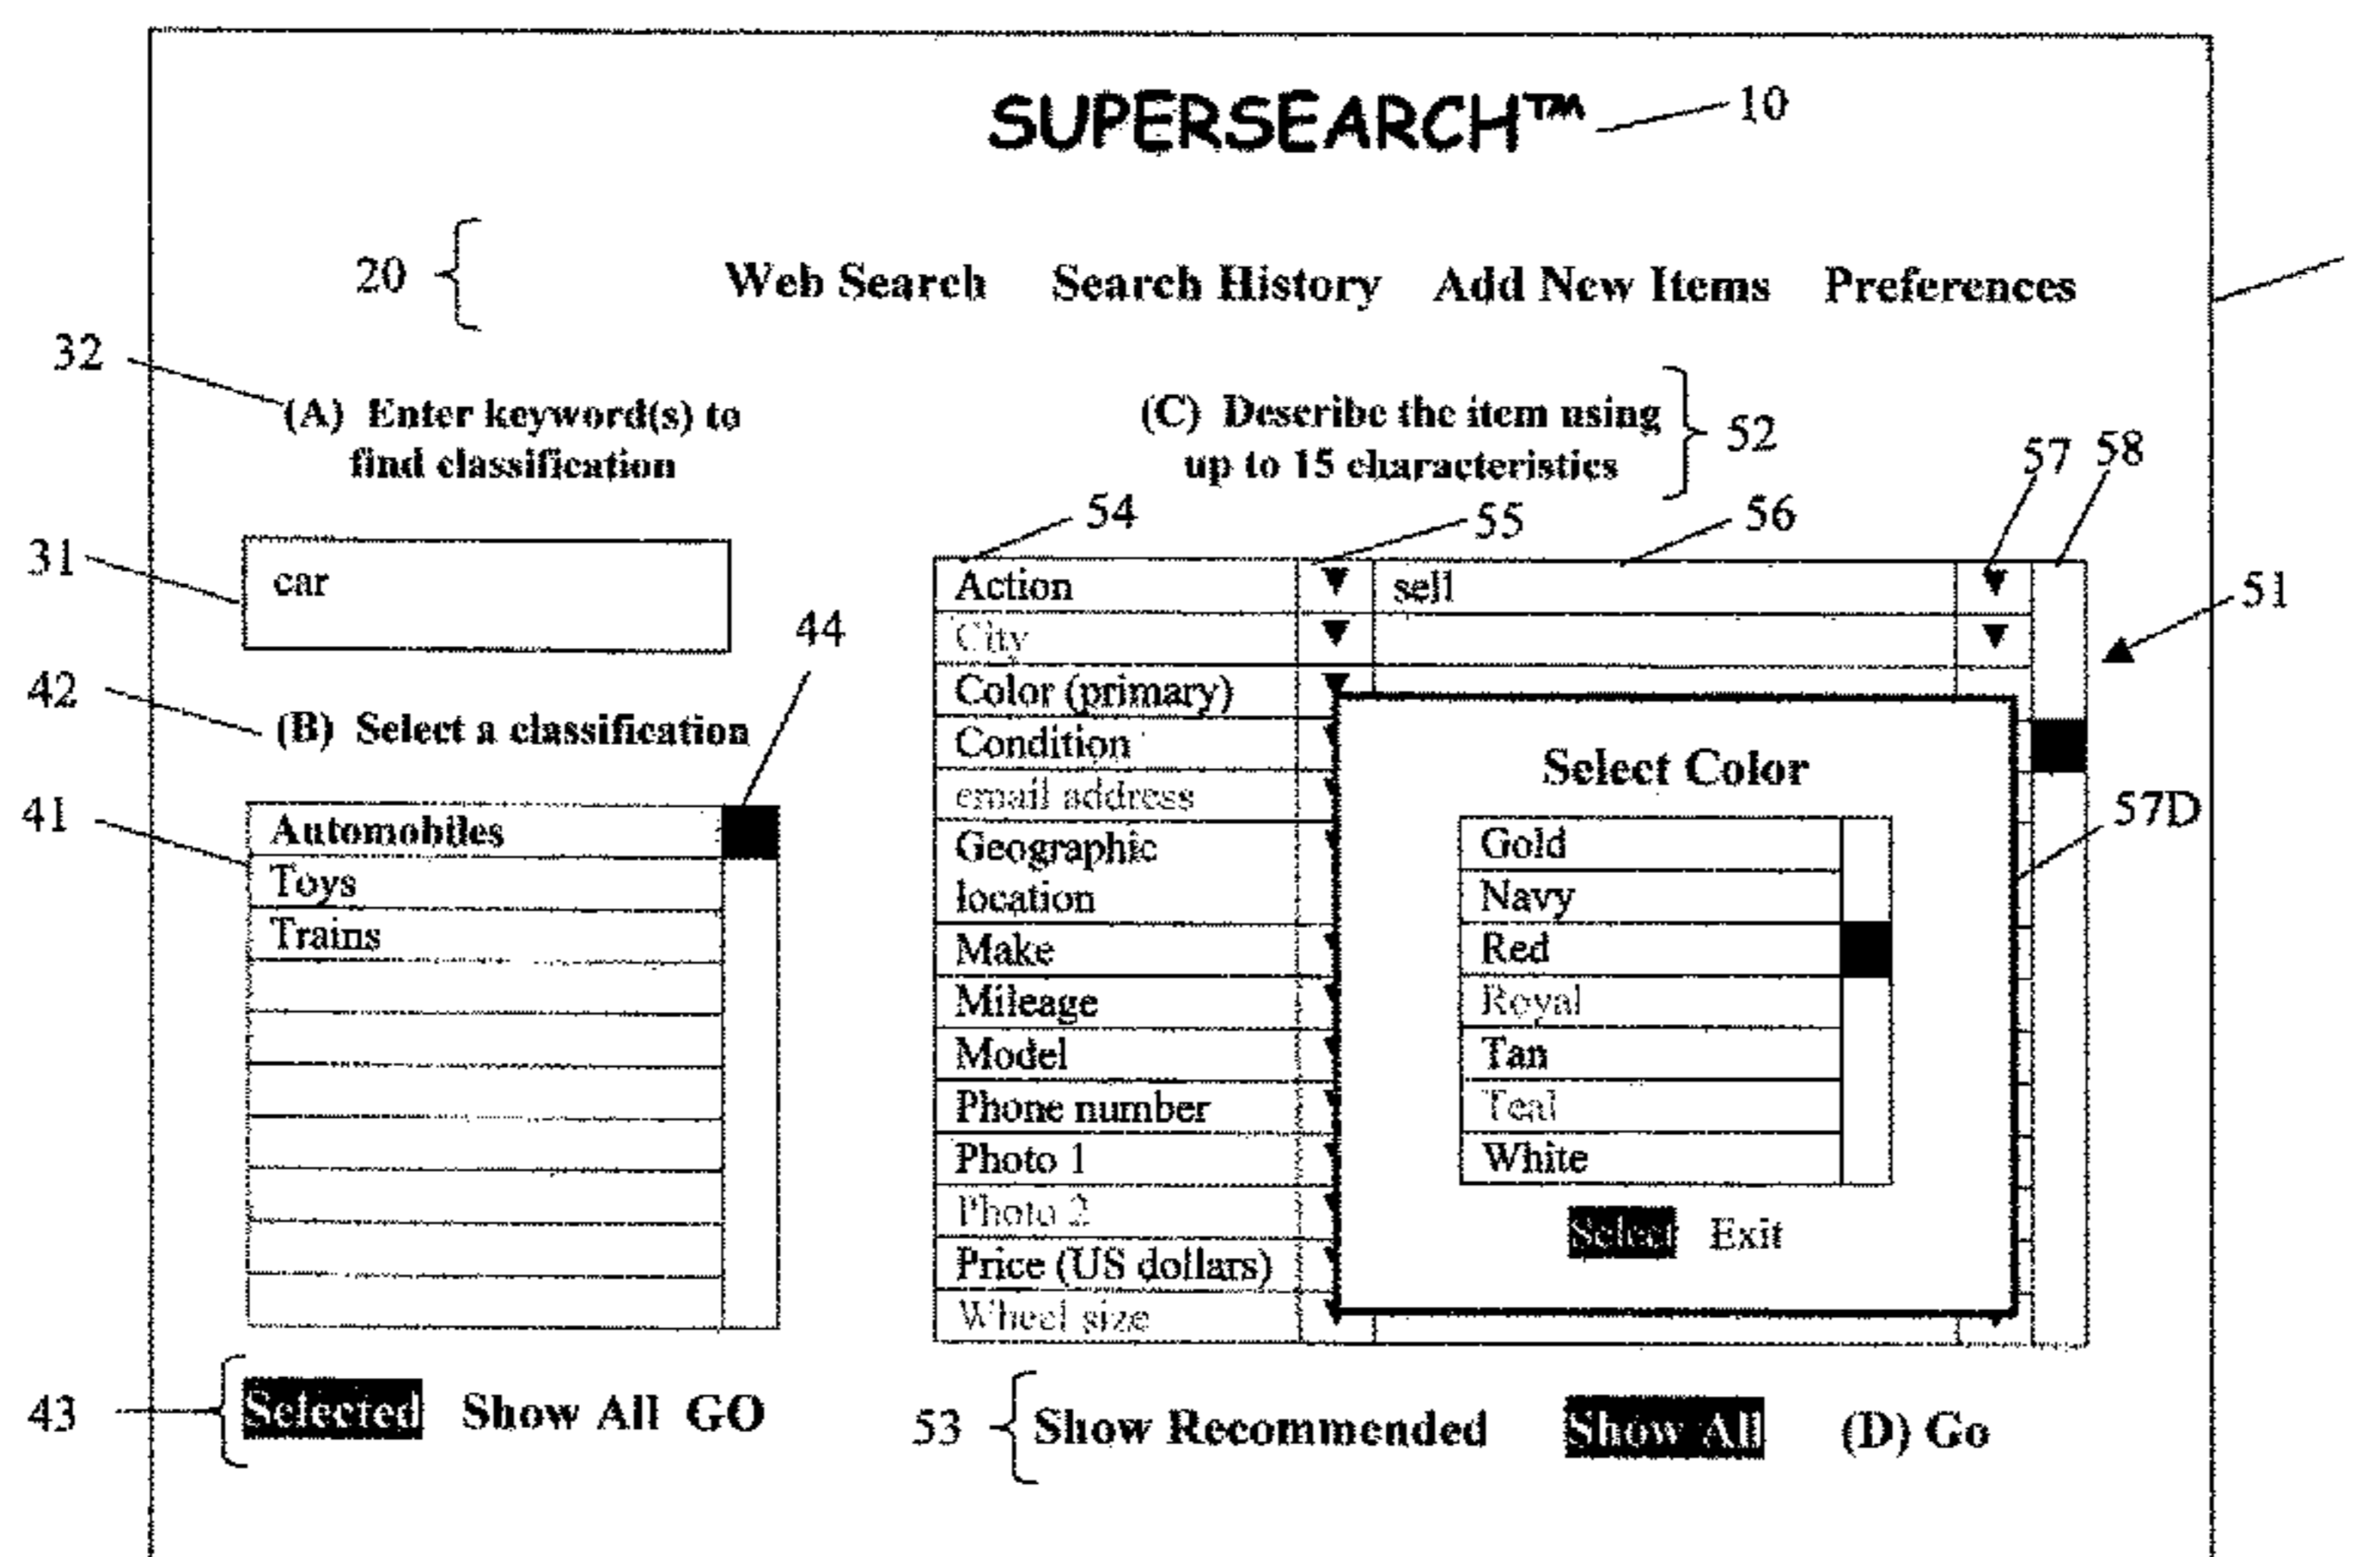 SUPERSEARCH™ 10
20 Web Search Search History Add New Items Preferences
32
(A) Enter keyword(s) to
find classification
(C) Describe the item using
up to 15 characteristics
52
57 58
54 55 56
31
car
44
42
(B) Select a classification
41
Automobiles
Toys
Trains
43 Selected Show All GO
Action sell
51
City
Color (primary)
Condition
email address
Geographic
location
Make
Mileage
Model
Phone number
Photo 1
Photo 2
Price (US dollars)
Wheel size
Select Color
57D
Gold
Navy
Red
Royal
Tan
Teal
White
Select Exit
53 Show Recommended Show All (D) Go